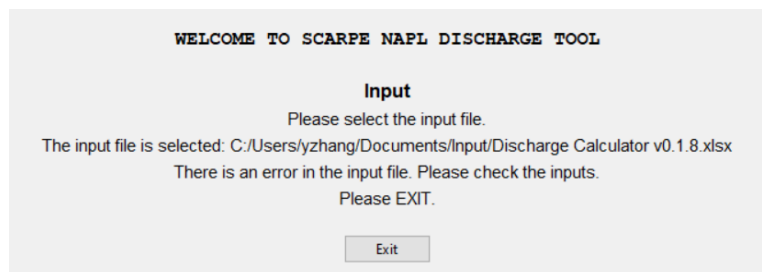 WELCOME TO SCARPE NAPL DISCHARGE TOOL
Input
Please select the input file.
The input file is selected: C:/Users/yzhang/Documents/Input/Discharge Calculator v0.1.8.xlsx
There is an error in the input file. Please check the inputs.
Please EXIT.
Exit